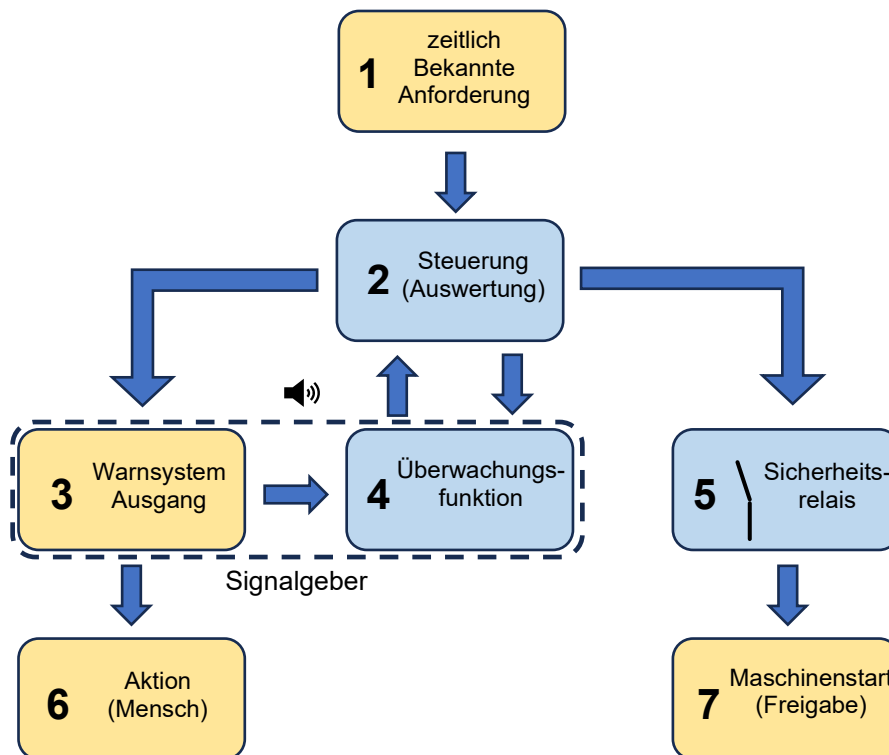 1
zeitlich
Bekannte
Anforderung
2
Steuerung
(Auswertung)
3
Warnsystem
Ausgang
4
Überwachungs-
funktion
5
Sicherheits-
relais
Signalgeber
6
Aktion
(Mensch)
7
Maschinenstart
(Freigabe)